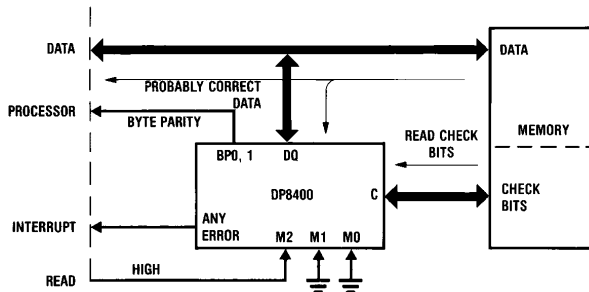 DATA
DATA
PROBABLY CORRECT
DATA
PROCESSOR
BYTE PARITY
READ CHECK
BITS
MEMORY
BP0, 1
DQ
DP8400
C
CHECK
BITS
ANY
ERROR
INTERRUPT
M2
M1
M0
READ
HIGH